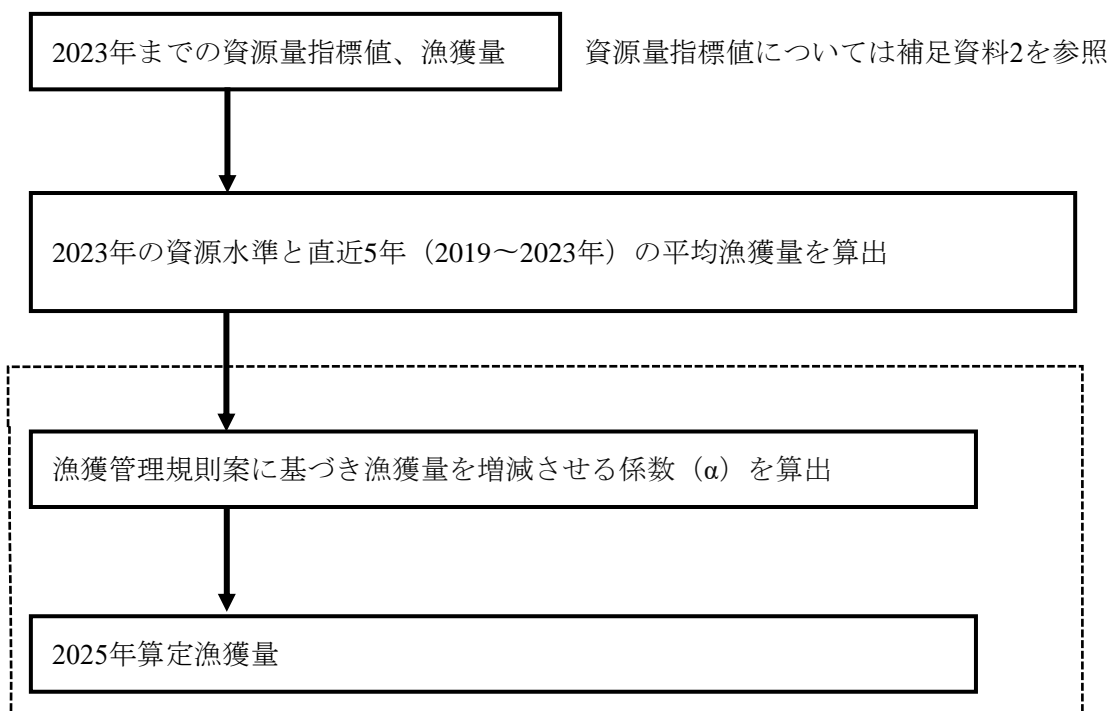 2023年までの資源量指標値、漁獲量
資源量指標値については補足資料2を参照
2023年の資源水準と直近5年（2019～2023年）の平均漁獲量を算出
漁獲管理規則案に基づき漁獲量を増減させる係数（α）を算出
2025年算定漁獲量